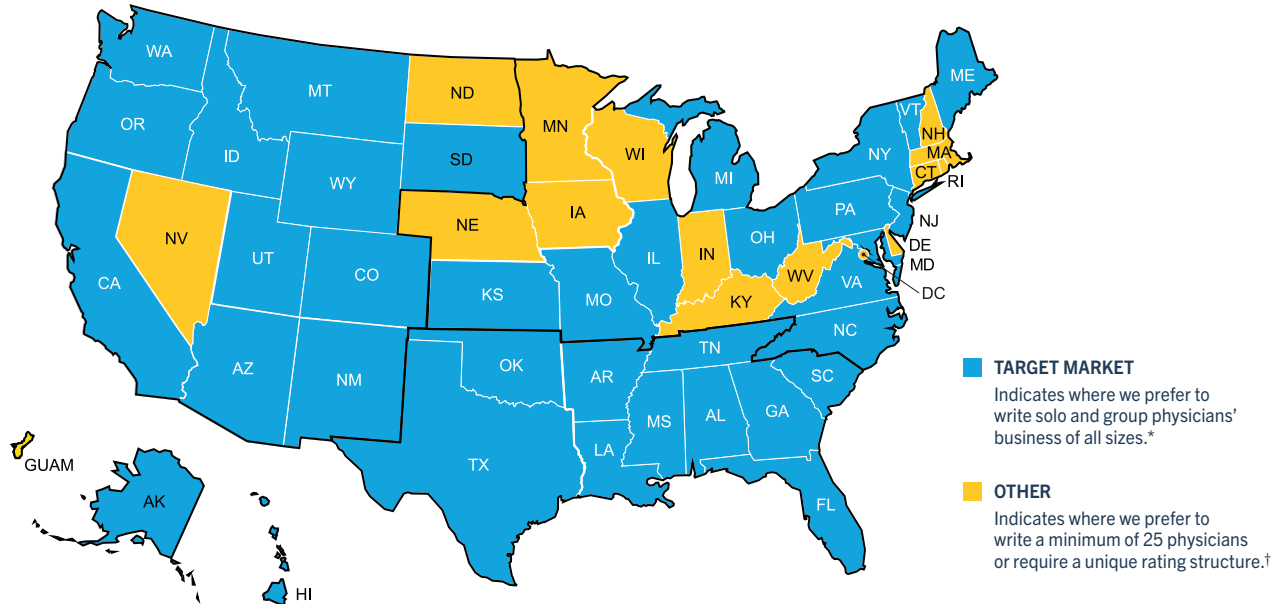 WA
MT
ND
MN
ME
VT
NH
OR
ID
SD
WI
NY
MA
CT
RI
WY
MI
NV
NE
IA
PA
NJ
UT
CO
IL
IN
OH
DE
MD
CA
KS
MO
WV
VA
DC
KY
NC
AZ
NM
OK
AR
TN
SC
MS
AL
GA
LA
TX
FL
GUAM
AK
HI
TARGET MARKET
Indicates where we prefer to
write solo and group physicians’
business of all sizes.*
OTHER
Indicates where we prefer to
write a minimum of 25 physicians
or require a unique rating structure.†